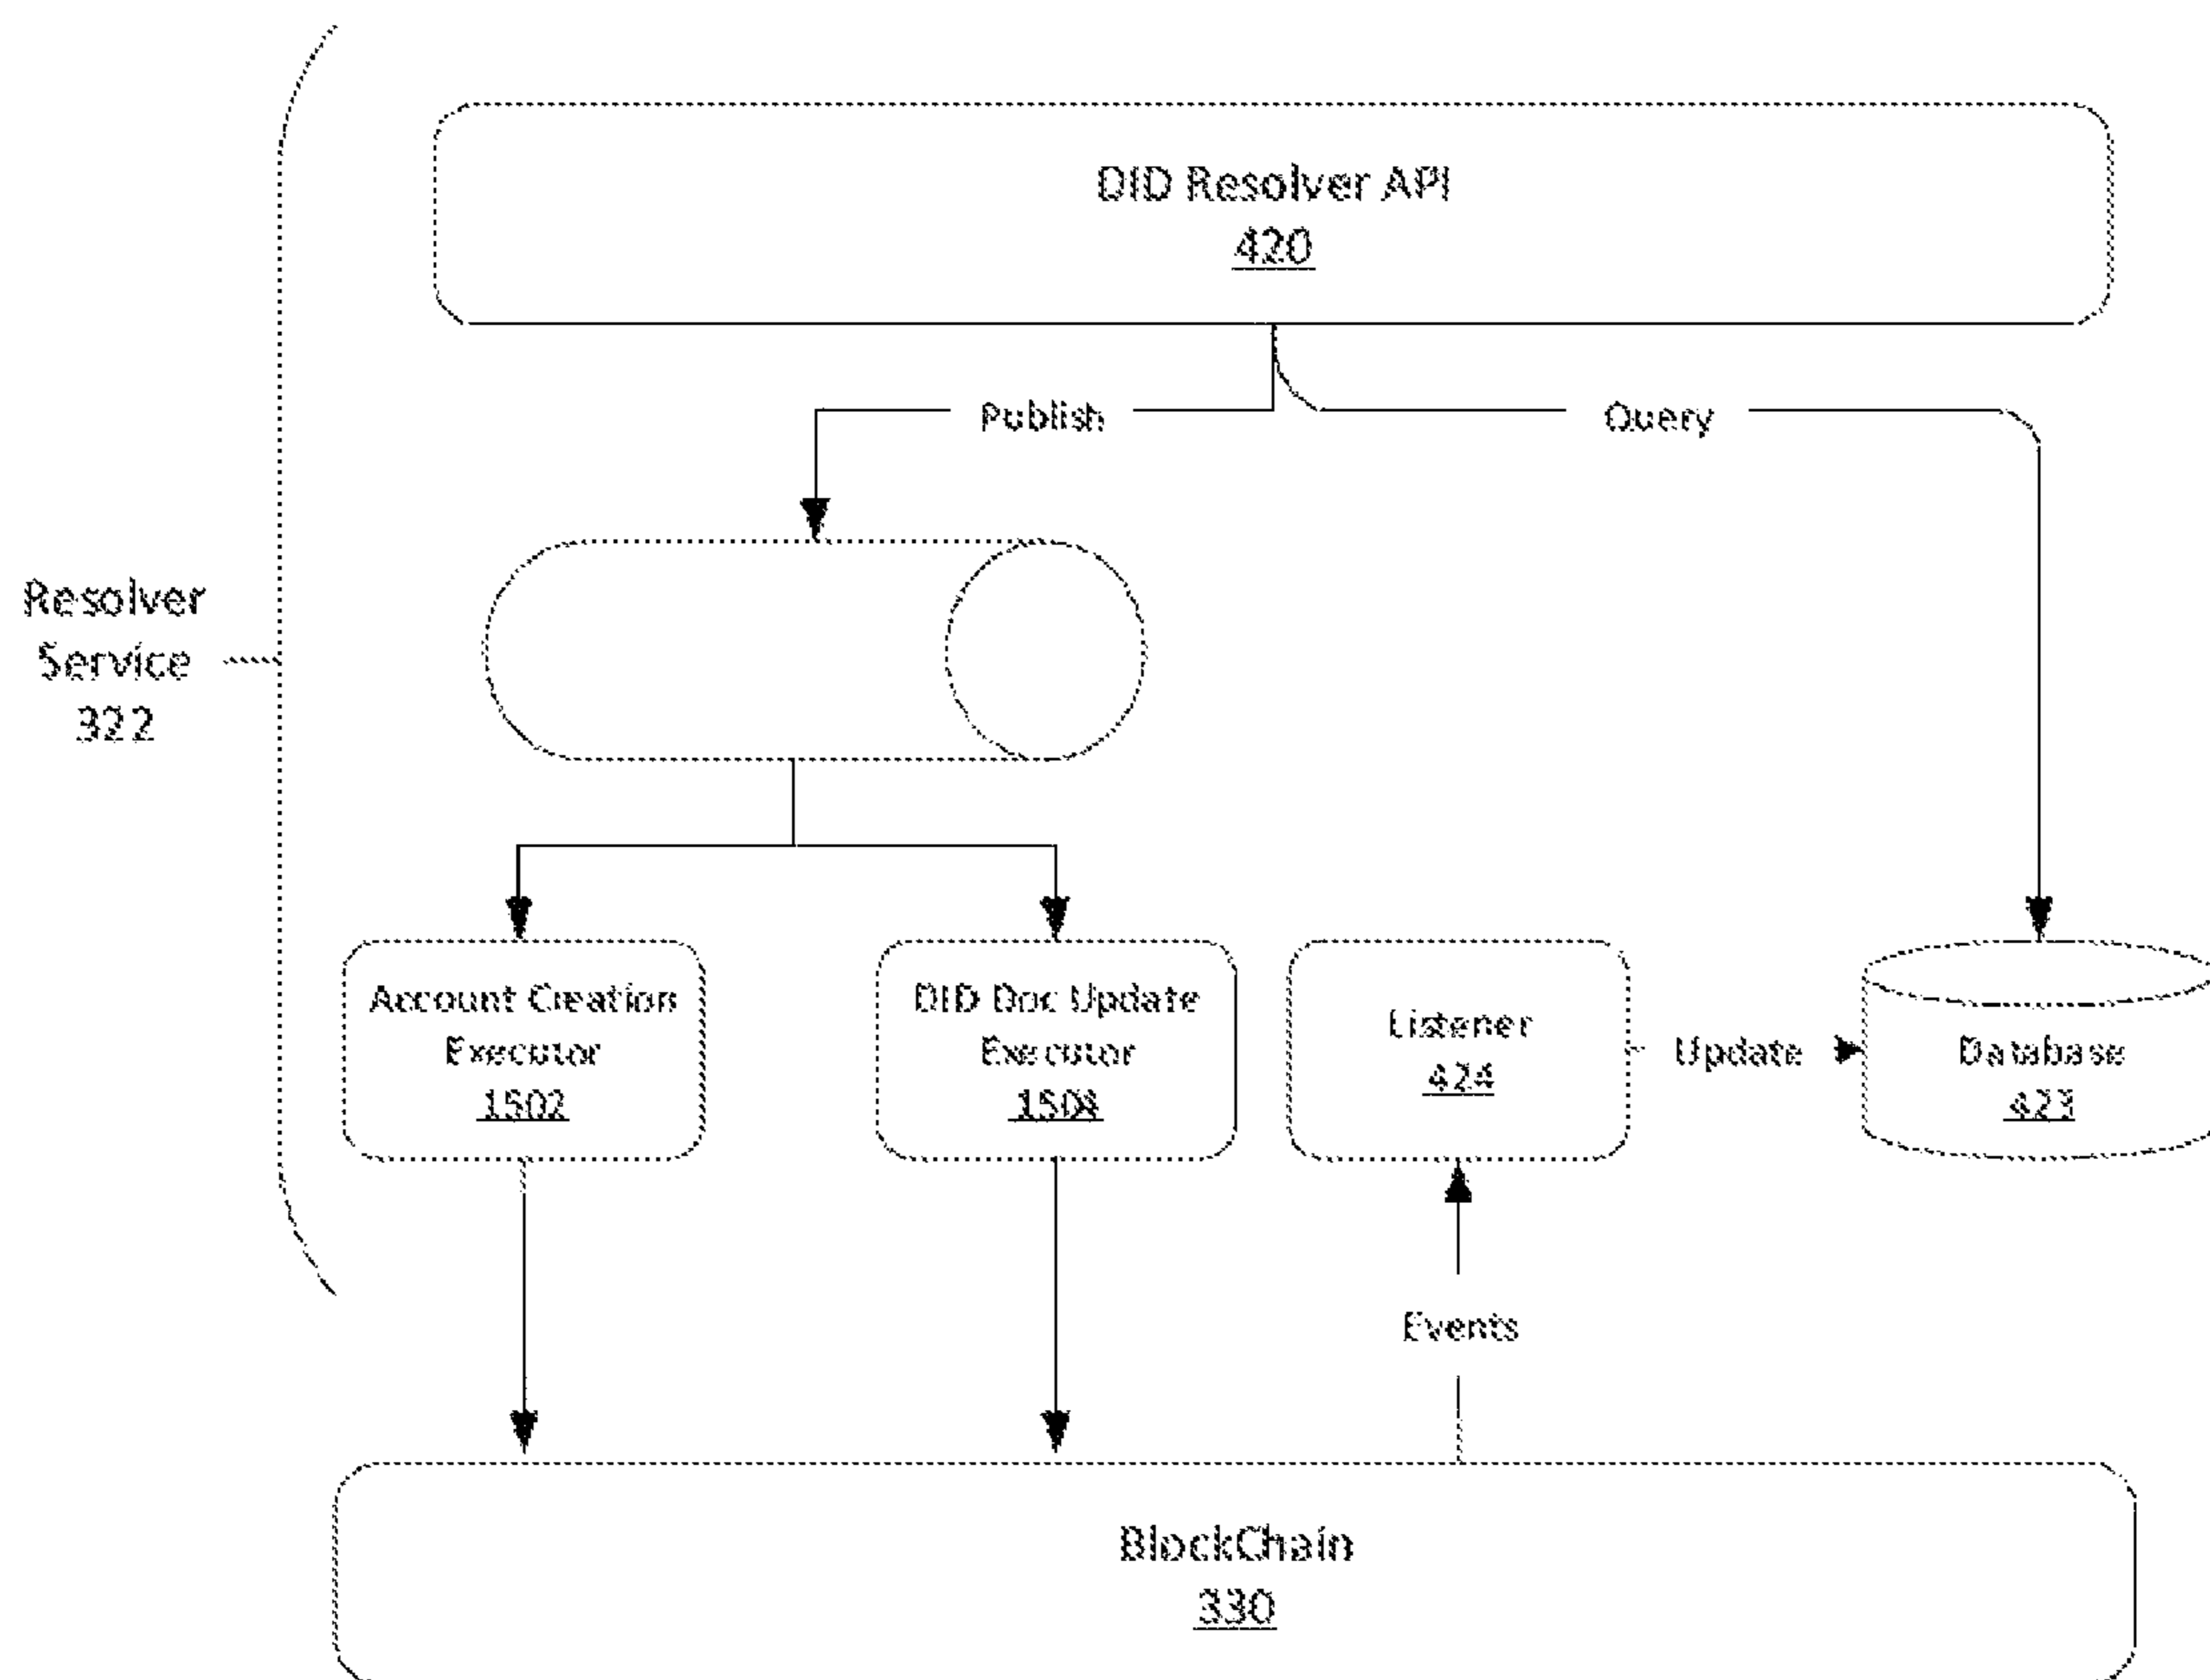 DID Resolver API
420
Publish
Query
Resolver
Service
322
Account Creation
Executor
1502
DID Doc Update
Executor
1508
Listener
424
Update
Database
423
Events
BlockChain
330